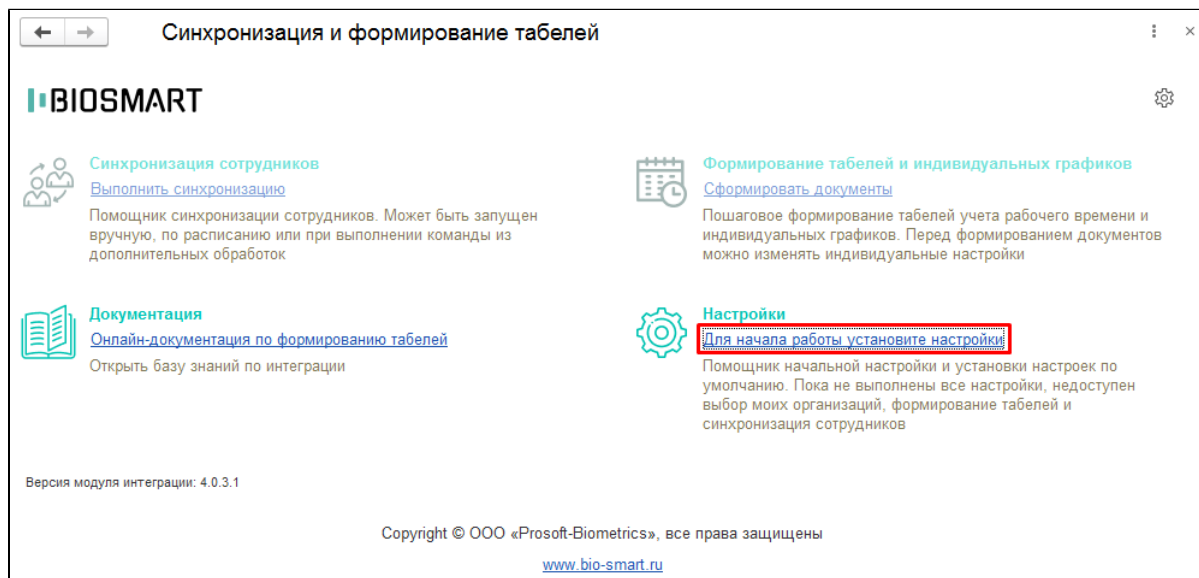 Синхронизация и формирование табелей
BIOSMART
Синхронизация сотрудников
Выполнить синхронизацию
Помощник синхронизации сотрудников. Может быть запущен
вручную, по расписанию или при выполнении команды из
дополнительных обработок
Формирование табелей и индивидуальных графиков
Сформировать документы
Пошаговое формирование табелей учета рабочего времени и
индивидуальных графиков. Перед формированием документов
можно изменять индивидуальные настройки
Документация
Онлайн-документация по формированию табелей
Открыть базу знаний по интеграции
Настройки
Для начала работы установите настройки
Помощник начальной настройки и установки настроек по
умолчанию. Пока не выполнены все настройки, недоступен
выбор моих организаций, формирование табелей и
синхронизация сотрудников
Версия модуля интеграции: 4.0.3.1
Copyright © ООО «Prosoft-Biometrics», все права защищены
www.bio-smart.ru